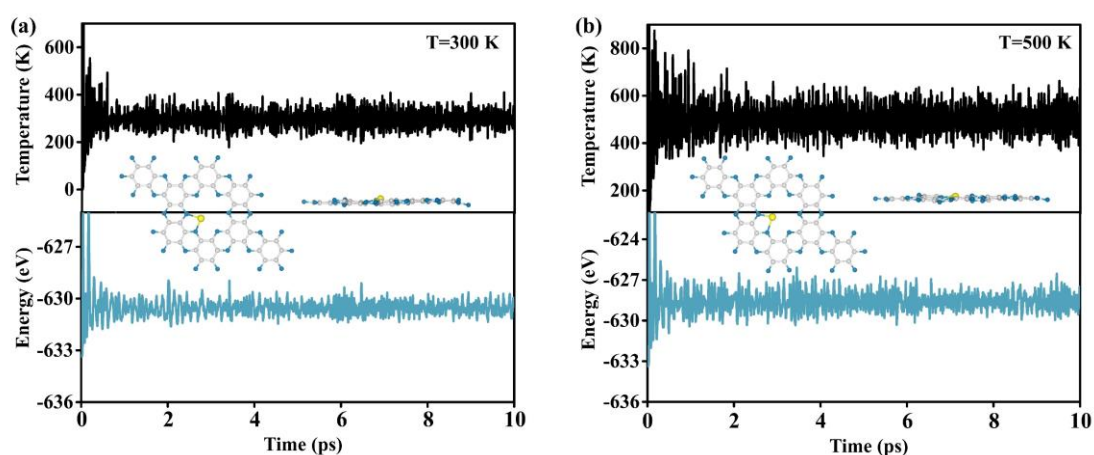 (a)
T=300 K
Temperature (K)
600
400
200
0
Energy (eV)
-627
-630
-633
-636
0
2
4
6
8
10
Time (ps)
(b)
T=500 K
Temperature (K)
800
600
400
200
Energy (eV)
-624
-627
-630
-633
-636
0
2
4
6
8
10
Time (ps)